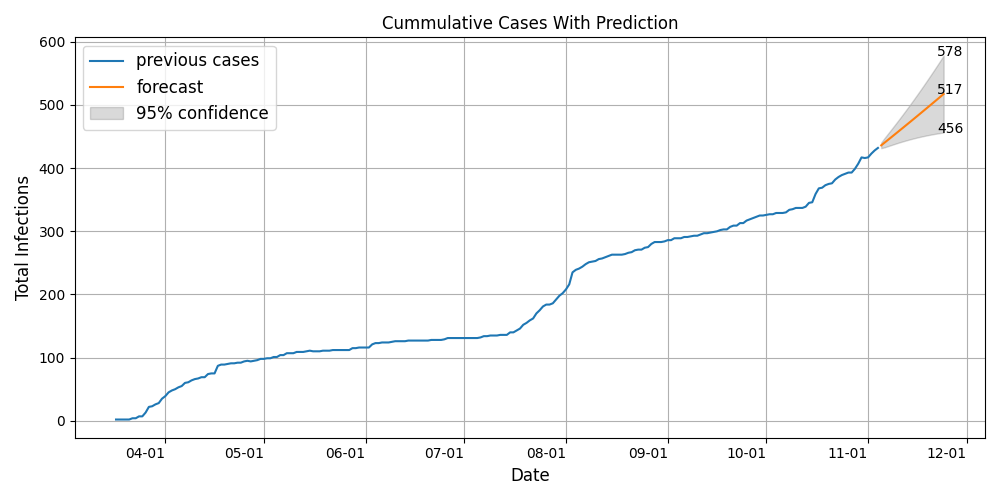 Cummulative Cases With Prediction
600
500
400
300
200
100
0
Total Infections
previous cases
forecast
95% confidence
578
517
456
04-01 05-01 06-01 07-01 08-01 09-01 10-01 11-01 12-01
Date